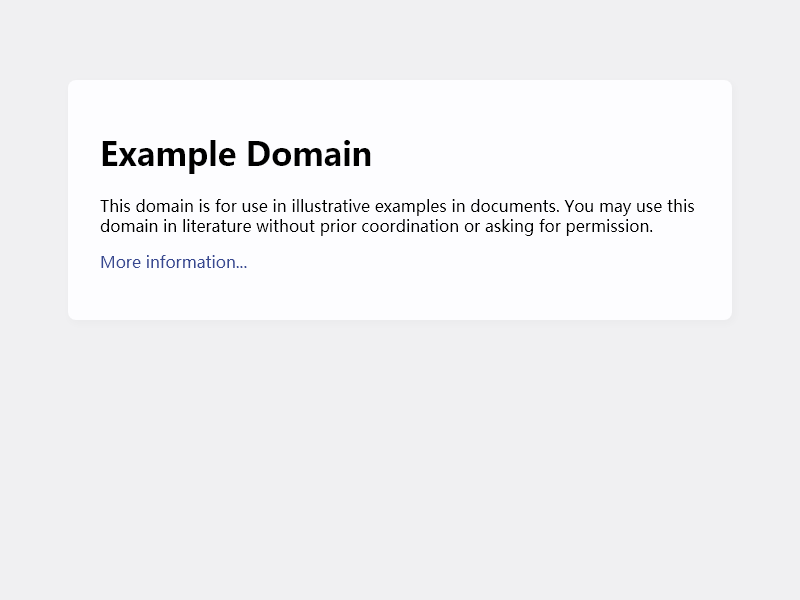 Example Domain
This domain is for use in illustrative examples in documents. You may use this
domain in literature without prior coordination or asking for permission.
More information...